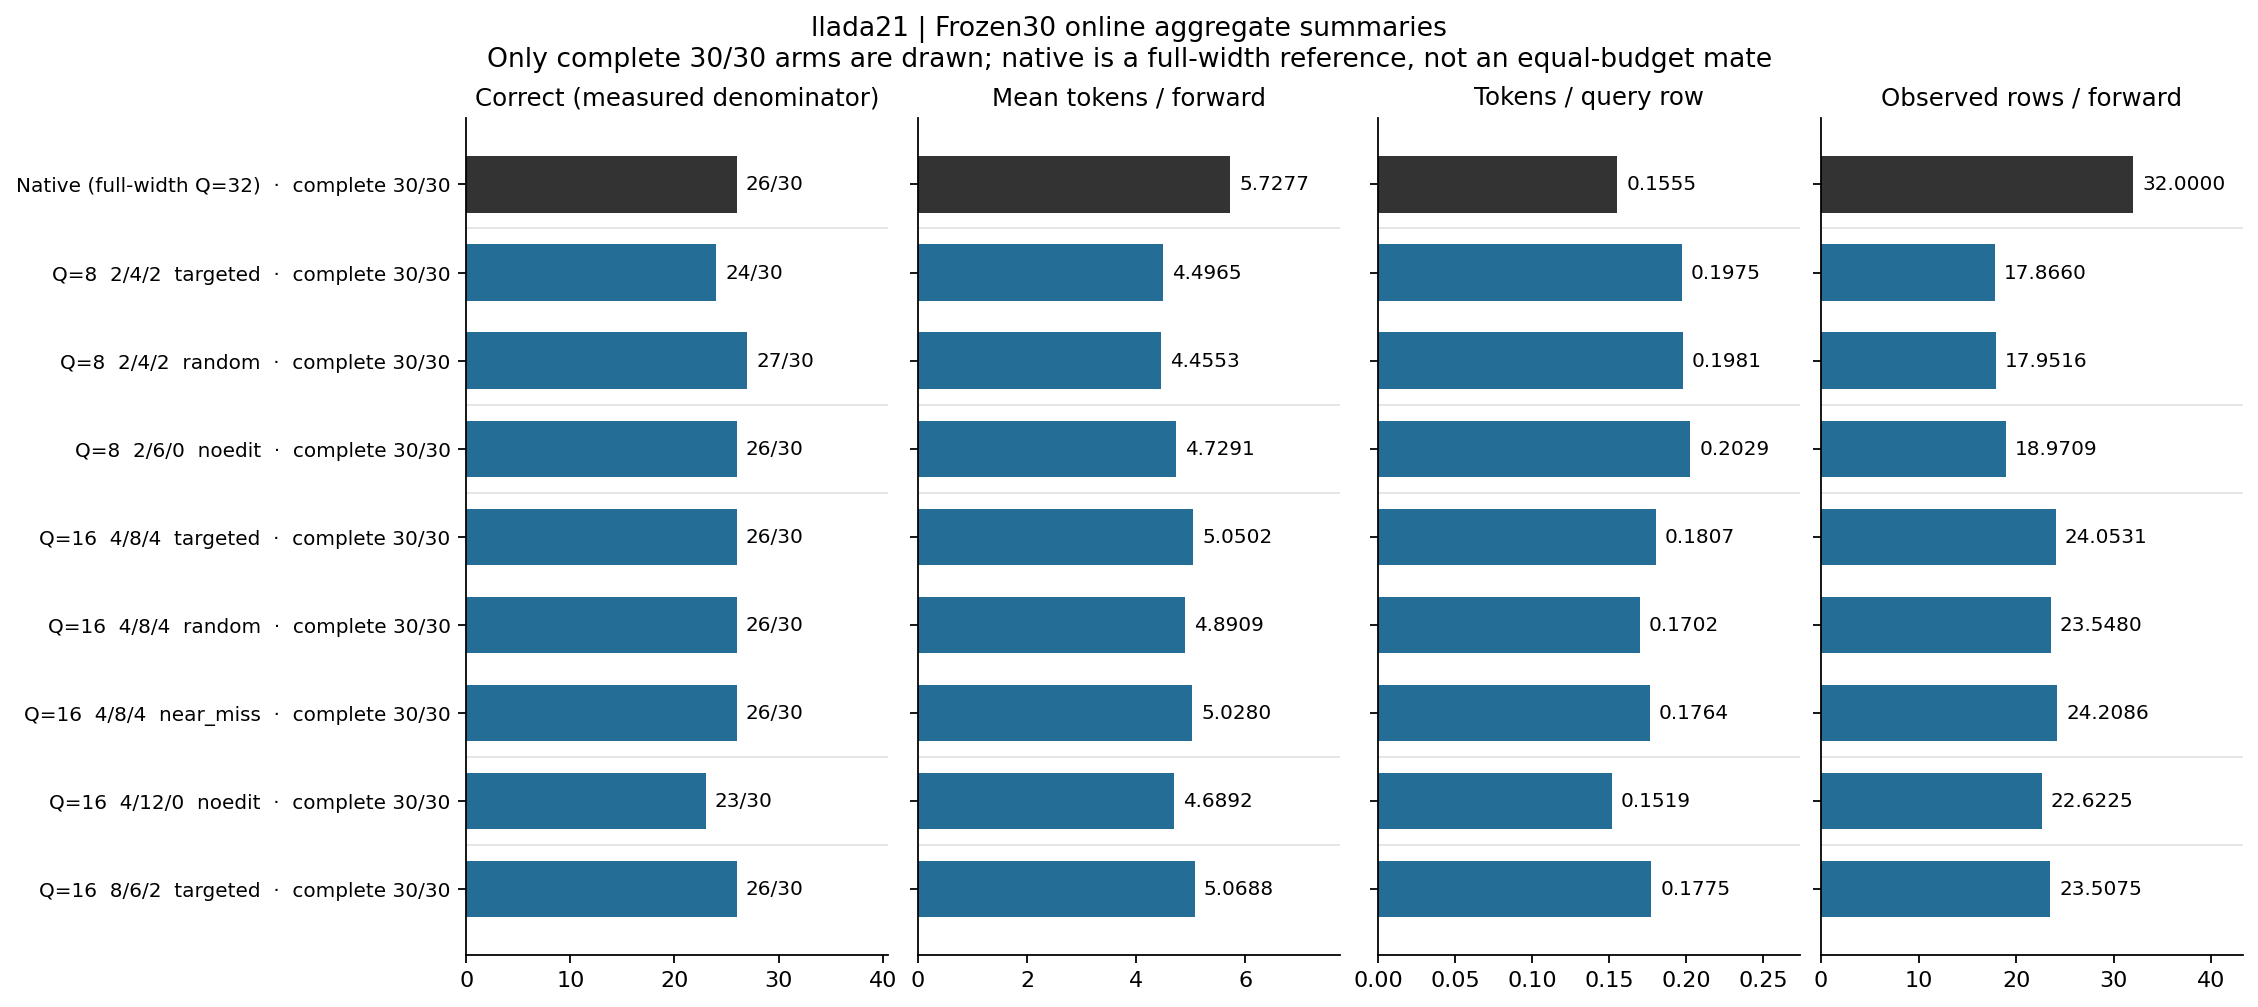 llada21 | Frozen30 online aggregate summaries
Only complete 30/30 arms are drawn; native is a full-width reference, not an equal-budget mate
Correct (measured denominator) Mean tokens / forward Tokens / query row Observed rows / forward
Native (full-width Q=32) · complete 30/30 26/30 5.7277 0.1555 32.0000
Q=8 2/4/2 targeted · complete 30/30 24/30 4.4965 0.1975 17.8660
Q=8 2/4/2 random · complete 30/30 27/30 4.4553 0.1981 17.9516
Q=8 2/6/0 noedit · complete 30/30 26/30 4.7291 0.2029 18.9709
Q=16 4/8/4 targeted · complete 30/30 26/30 5.0502 0.1807 24.0531
Q=16 4/8/4 random · complete 30/30 26/30 4.8909 0.1702 23.5480
Q=16 4/8/4 near_miss · complete 30/30 26/30 5.0280 0.1764 24.2086
Q=16 4/12/0 noedit · complete 30/30 23/30 4.6892 0.1519 22.6225
Q=16 8/6/2 targeted · complete 30/30 26/30 5.0688 0.1775 23.5075
0 10 20 30 40 0 2 4 6 0.00 0.05 0.10 0.15 0.20 0.25 0 10 20 30 40